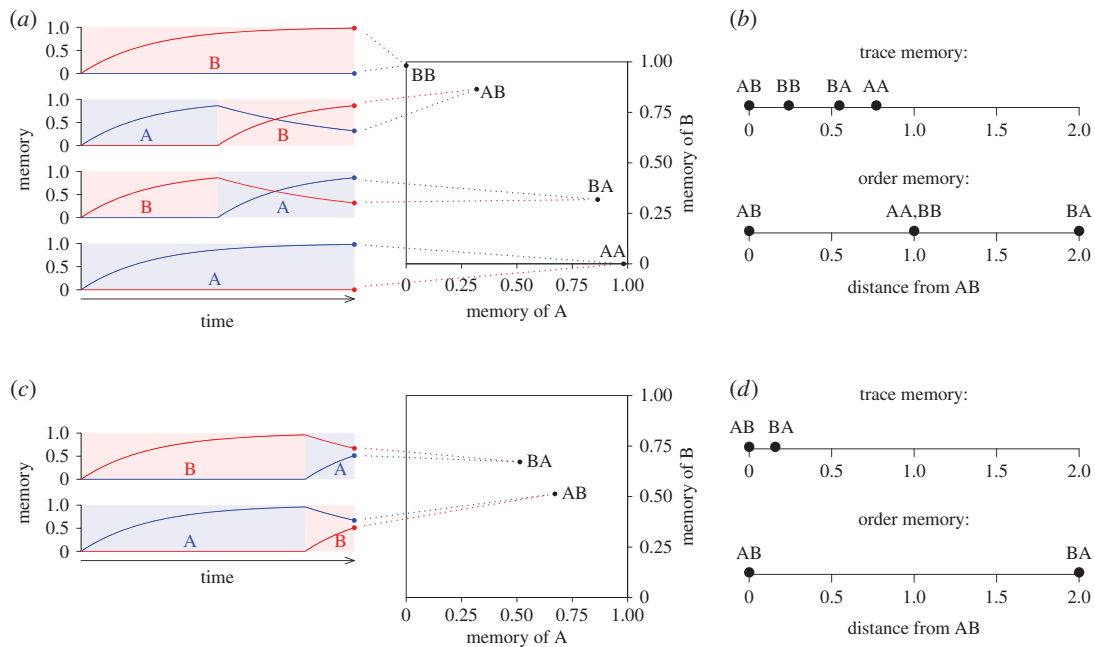 (a)
memory
1.0
0.5
0
B
1.0
0.5
0
A
B
1.0
0.5
0
B
A
1.0
0.5
0
A
time
BB
AB
BA
AA
1.00
0.75
0.50
0.25
0
memory of B
0 0.25 0.50 0.75 1.00
memory of A
(b)
trace memory:
AB BB BA AA
0 0.5 1.0 1.5 2.0
order memory:
AB AA,BB BA
0 0.5 1.0 1.5 2.0
distance from AB
(c)
memory
1.0
0.5
0
B
A
1.0
0.5
0
A
B
time
BA
AB
1.00
0.75
0.50
0.25
0
memory of B
0 0.25 0.50 0.75 1.00
memory of A
(d)
trace memory:
AB BA
0 0.5 1.0 1.5 2.0
order memory:
AB BA
0 0.5 1.0 1.5 2.0
distance from AB